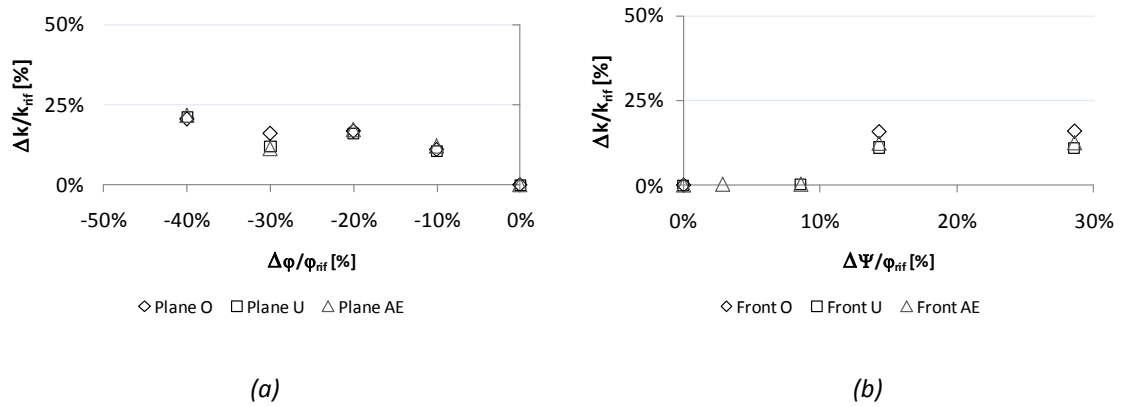 50%
25%
0%
Δk/k_rif [%]
-50% -40% -30% -20% -10% 0%
Δφ/φ_rif [%]
Plane O Plane U Plane AE
(a)
50%
25%
0%
Δk/k_rif [%]
0% 10% 20% 30%
ΔΨ/φ_rif [%]
Front O Front U Front AE
(b)